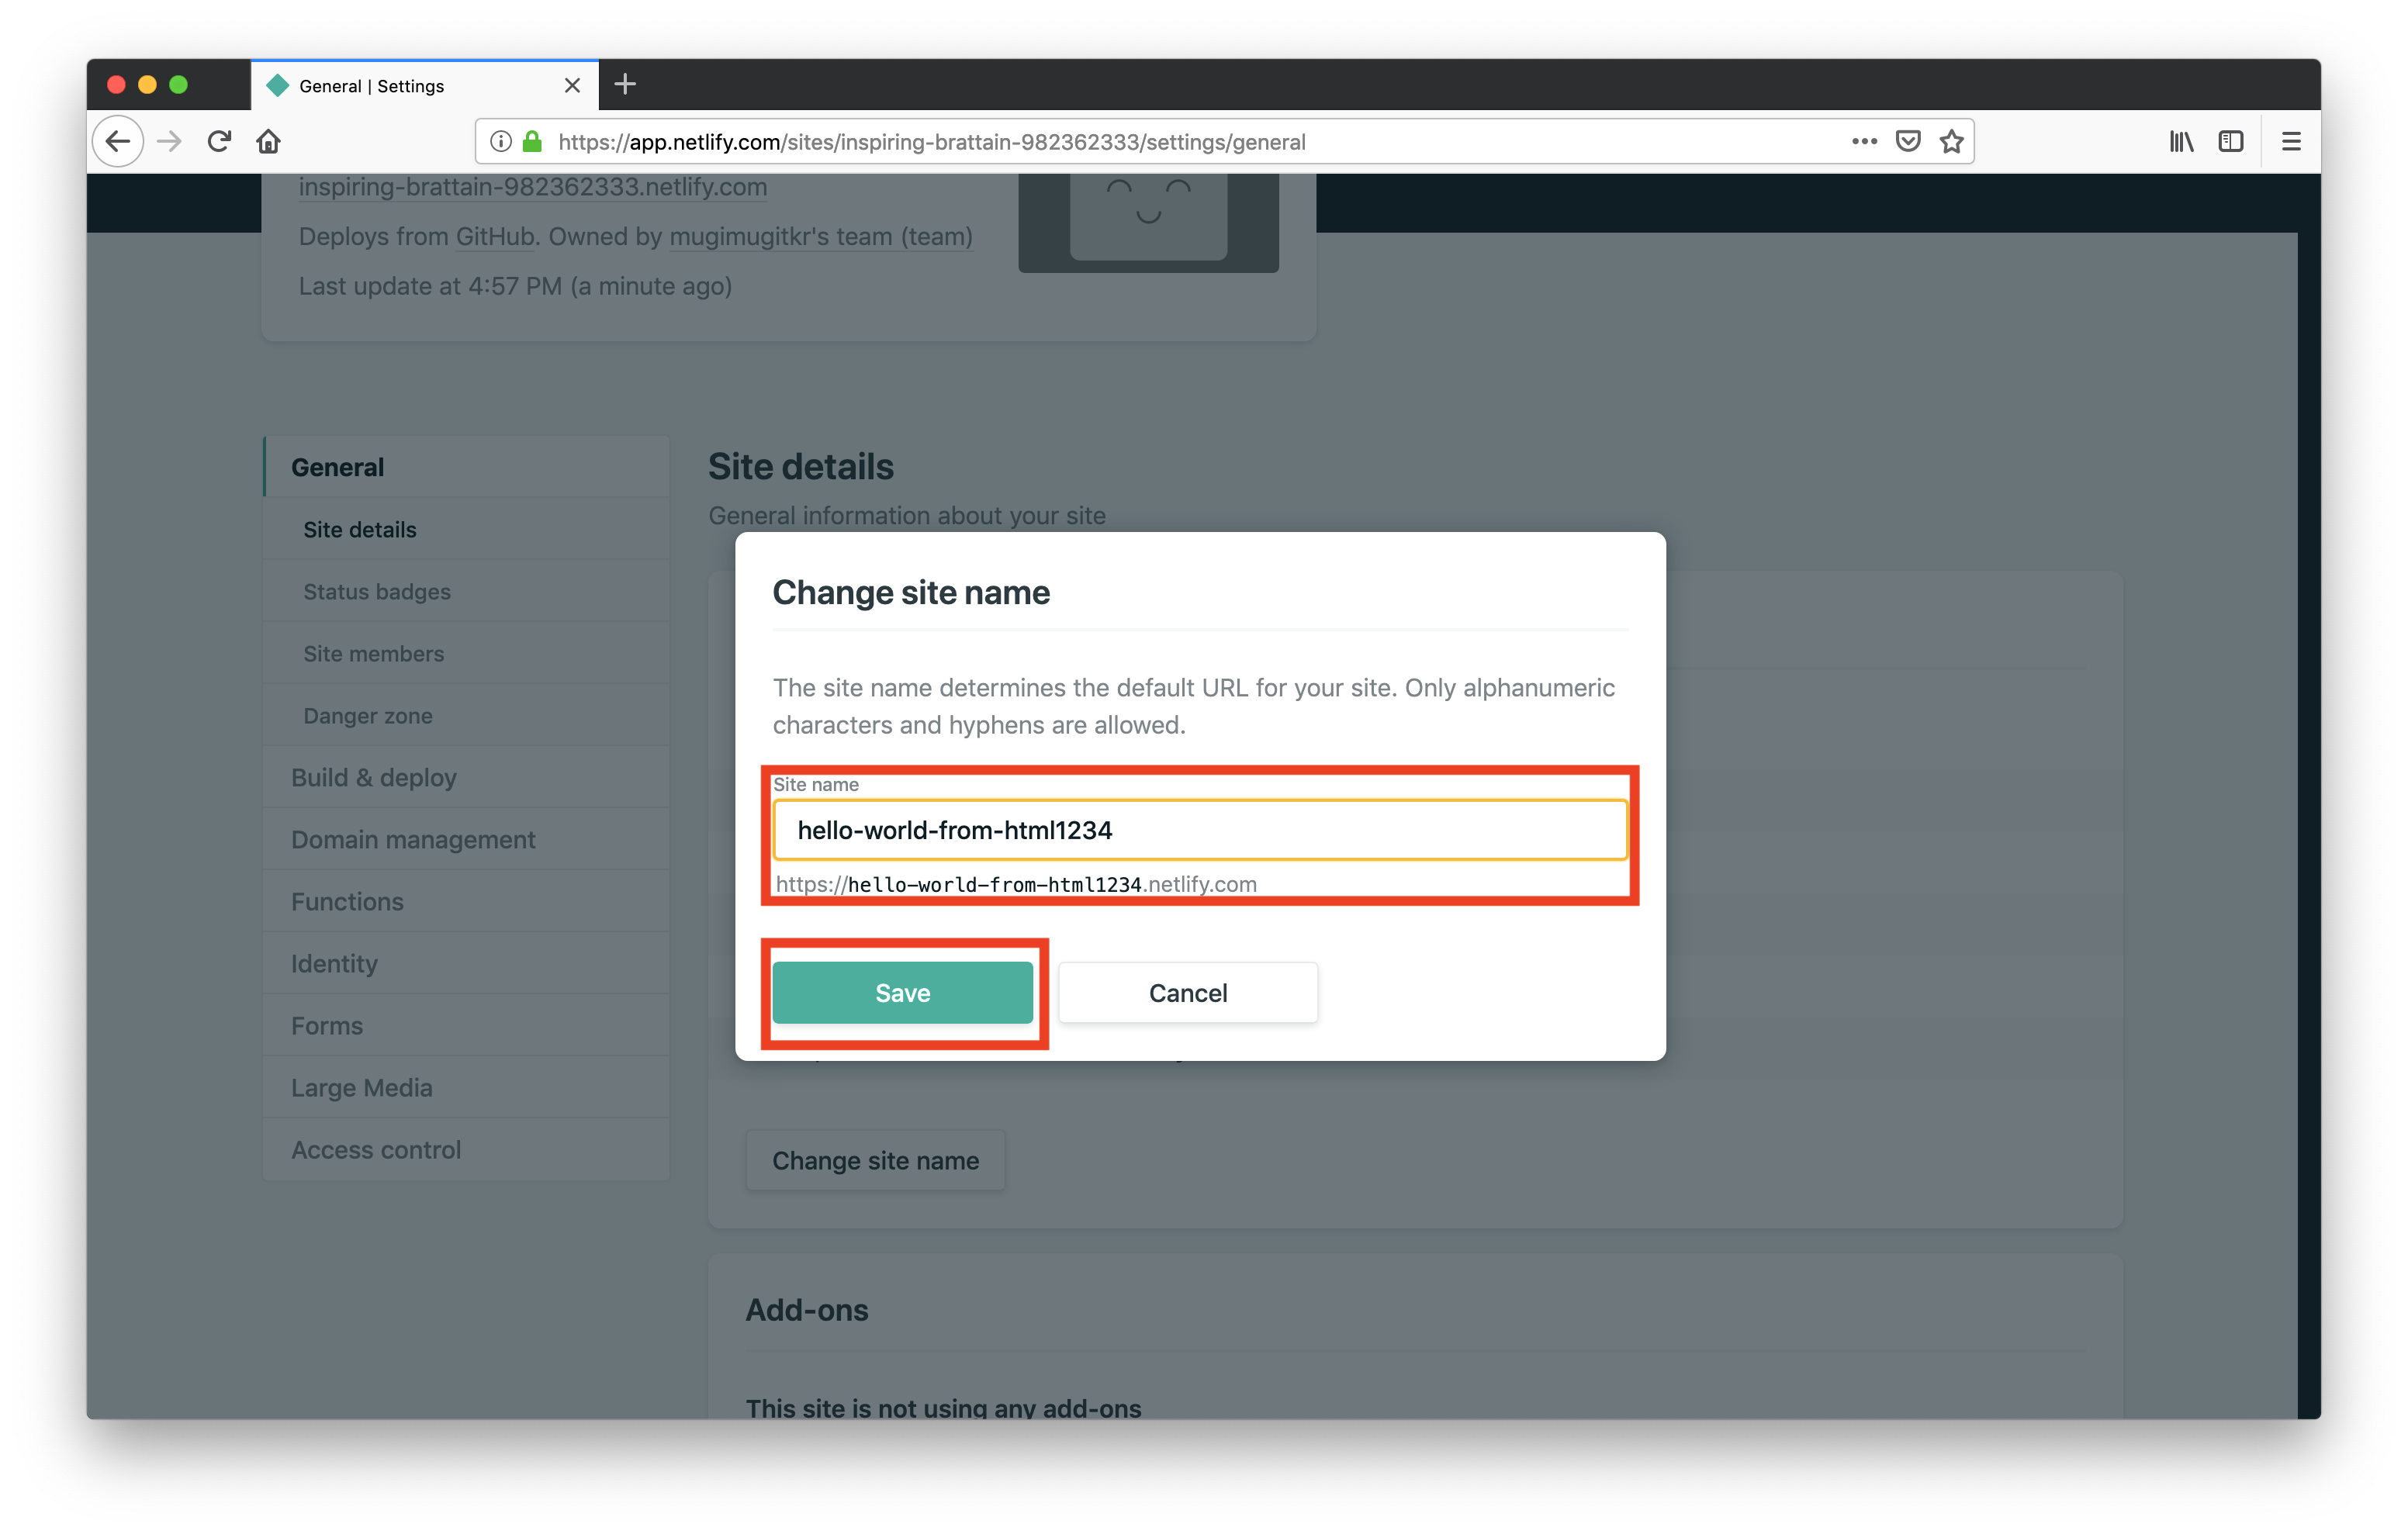 General | Settings
https://app.netlify.com/sites/inspiring-brattain-982362333/settings/general
inspiring-brattain-982362333.netlify.com
Deploys from GitHub. Owned by mugimugitkr's team (team)
Last update at 4:57 PM (a minute ago)
General
Site details
Status badges
Site members
Danger zone
Build & deploy
Domain management
Functions
Identity
Forms
Large Media
Access control
Site details
General information about your site
Change site name
The site name determines the default URL for your site. Only alphanumeric
characters and hyphens are allowed.
Site name
hello-world-from-html1234
https://hello-world-from-html1234.netlify.com
Save
Cancel
Change site name
Add-ons
This site is not using any add-ons